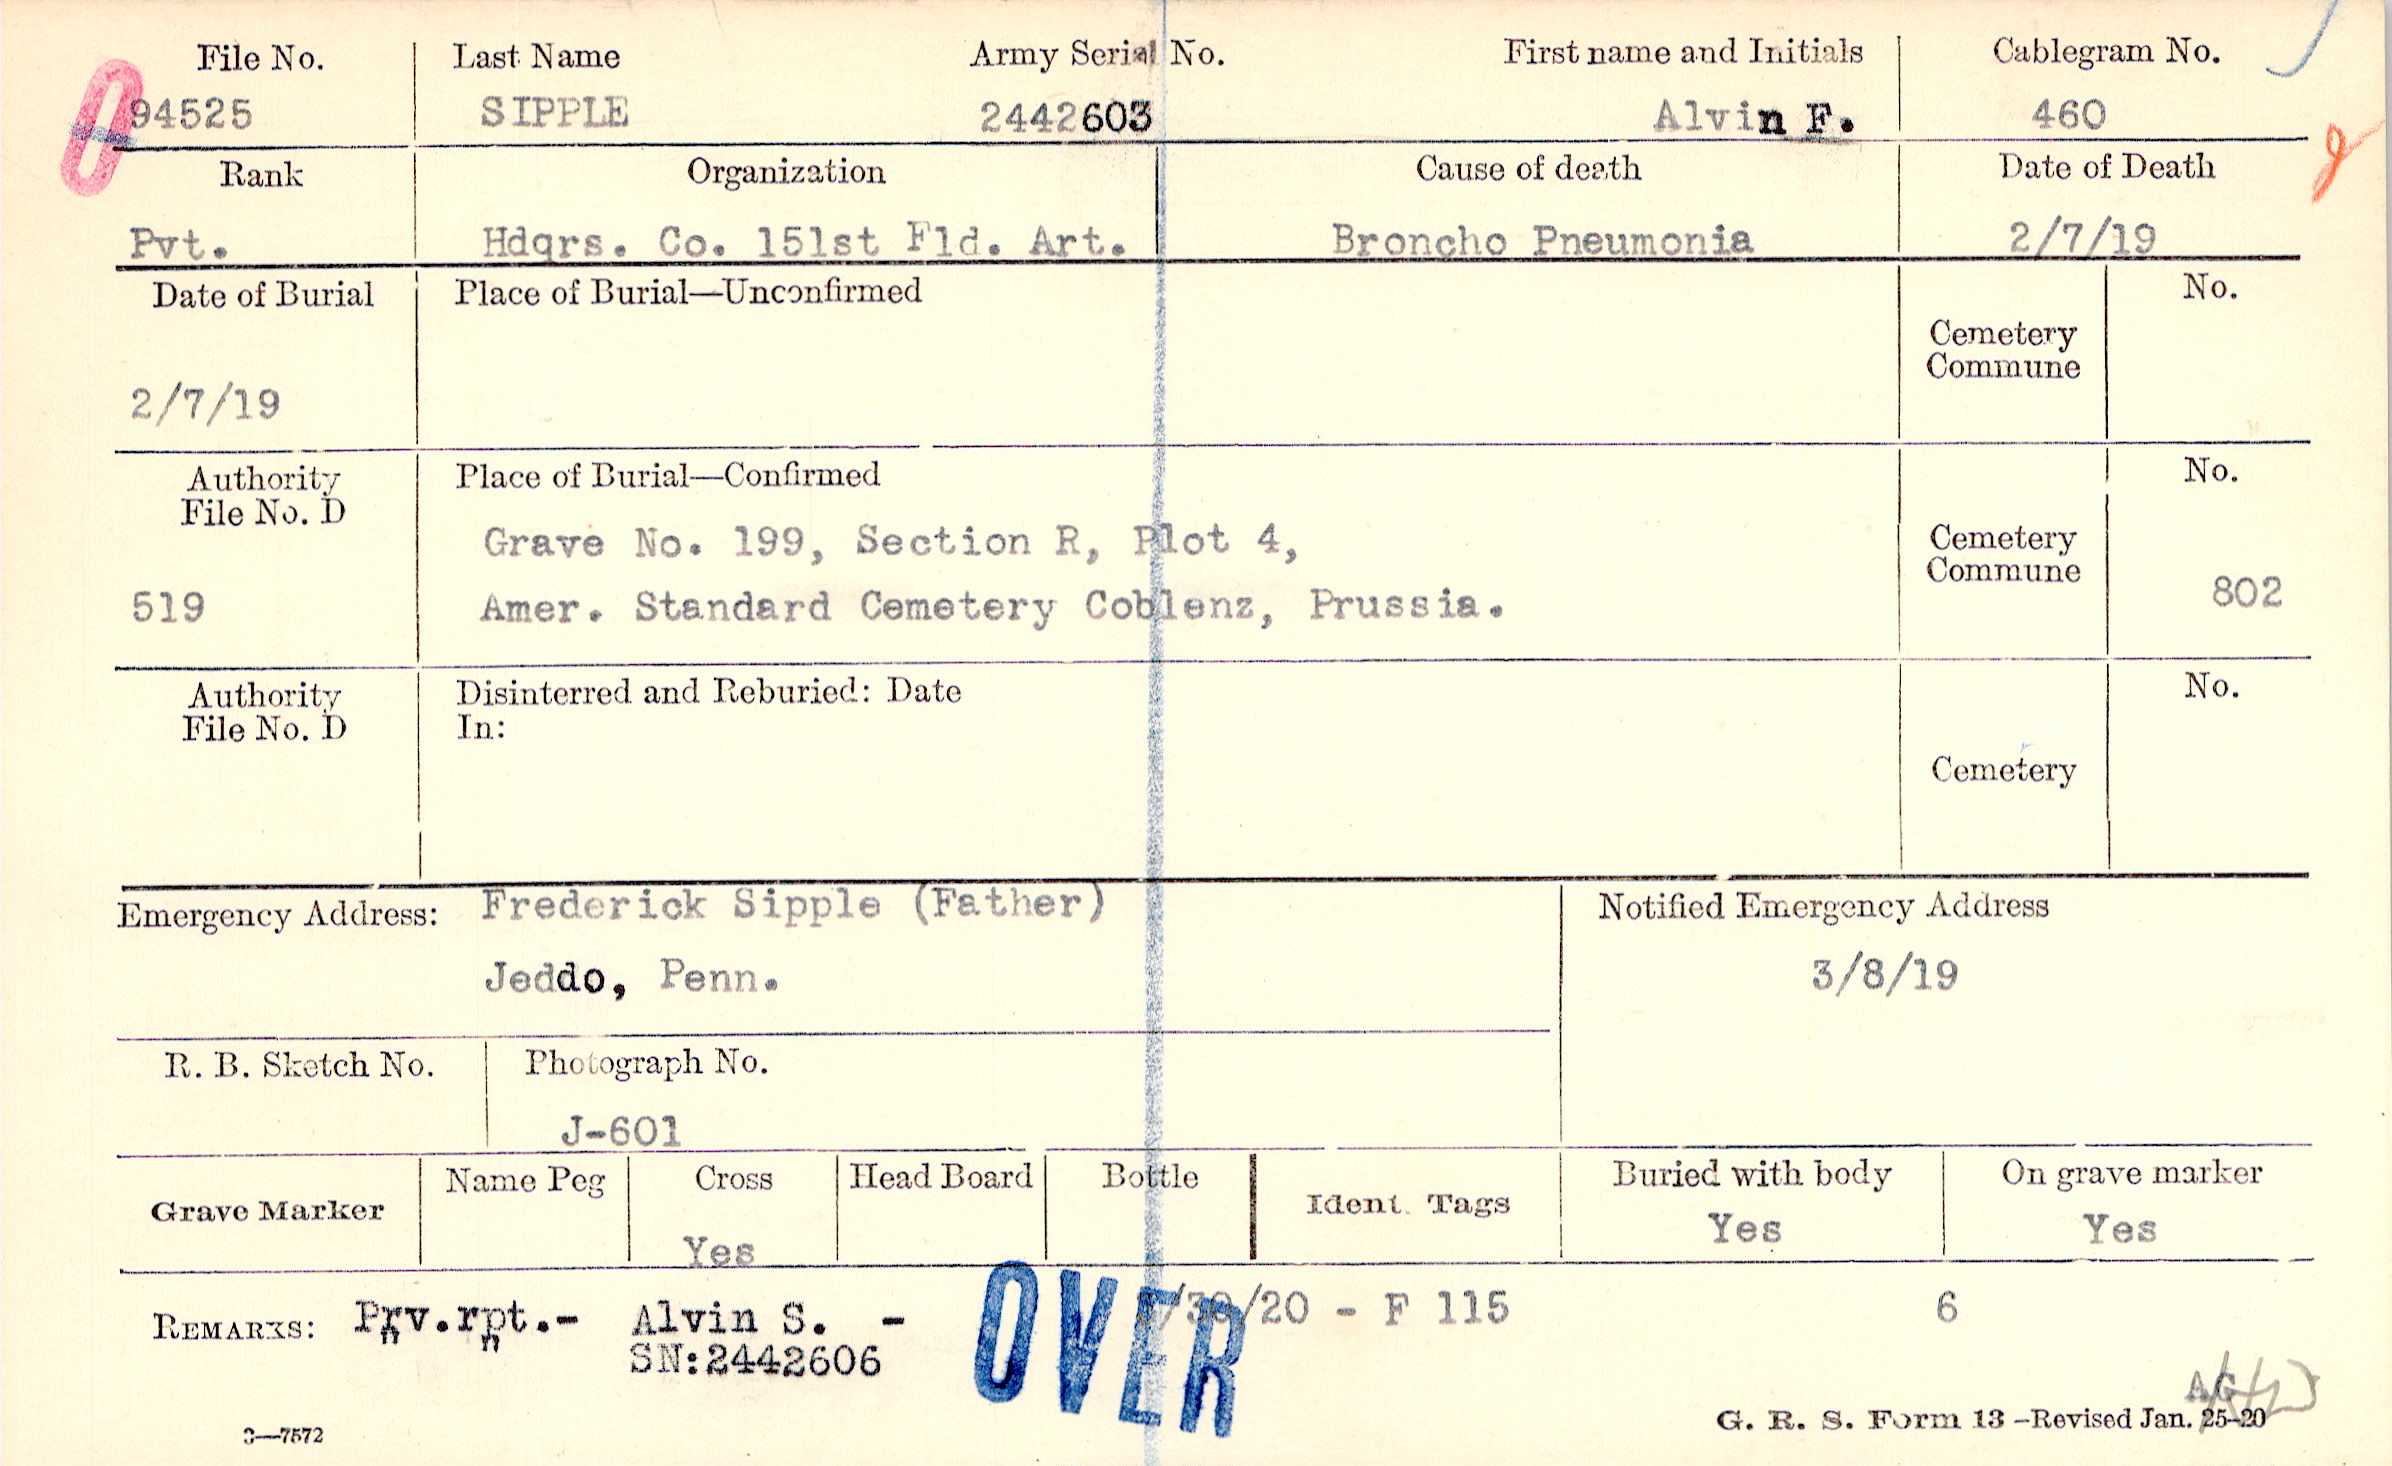 File No. Last Name Army Serial No. First name and Initials Cablegram No.
94525 SIPPLE 2442603 Alvin F. 460
Rank Organization Cause of death Date of Death
Pvt. Hdqrs. Co. 151st Fld. Art. Broncho Pneumonia 2/7/19
Date of Burial Place of Burial—Unconfirmed No.
Cemetery
Commune
2/7/19
Authority Place of Burial—Confirmed No.
File No. D
Grave No. 199, Section R, Plot 4, Cemetery
Commune
519 Amer. Standard Cemetery Coblenz, Prussia. 802
Authority Disinterred and Reburied: Date No.
File No. D In:
Cemetery
Emergency Address: Frederick Sipple (Father) Notified Emergency Address
Jeddo, Penn. 3/8/19
R. B. Sketch No. Photograph No.
J-601
Grave Marker Name Peg Cross Head Board Bottle Ident. Tags Buried with body On grave marker
Yes Yes Yes
REMARKS: Prv.rpt.- Alvin S. - /20 - F 115 6
" " SN:2442606
OVER
AG
3—7572 G. R. S. Form 13 –Revised Jan. 25–20